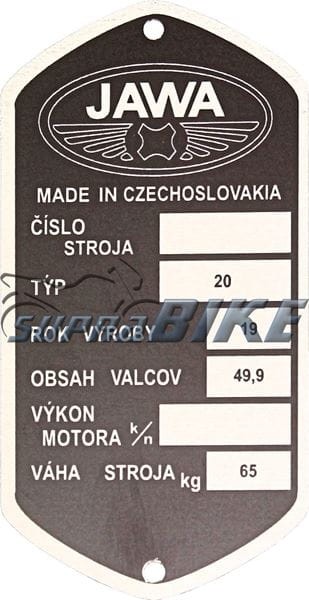 JAWA
MADE IN CZECHOSLOVAKIA
ČÍSLO
STROJA
TÝP 20
ROK VÝROBY 19
OBSAH VALCOV 49,9
VÝKON
MOTORA k/n
VÁHA STROJA kg 65
SUPRABIKE